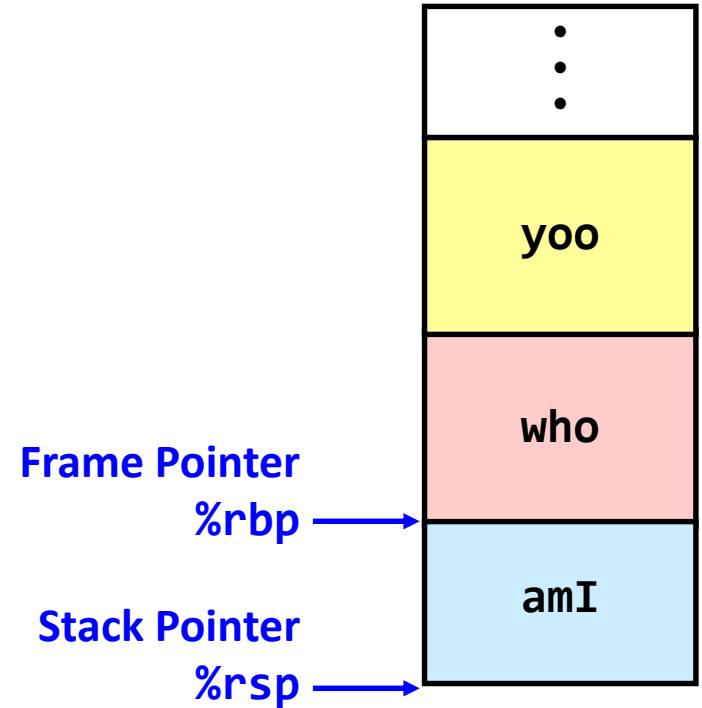 yoo
who
Frame Pointer
%rbp
amI
Stack Pointer
%rsp